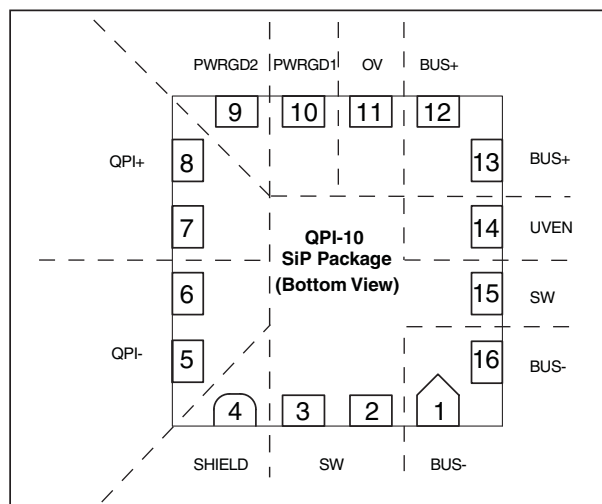 PWRGD2 PWRGD1 OV BUS+
9 10 11 12
QPI+ 8 13 BUS+
7 14 UVEN
QPI-10
SiP Package
(Bottom View)
6 15 SW
QPI- 5 16 BUS-
4 3 2 1
SHIELD SW BUS-